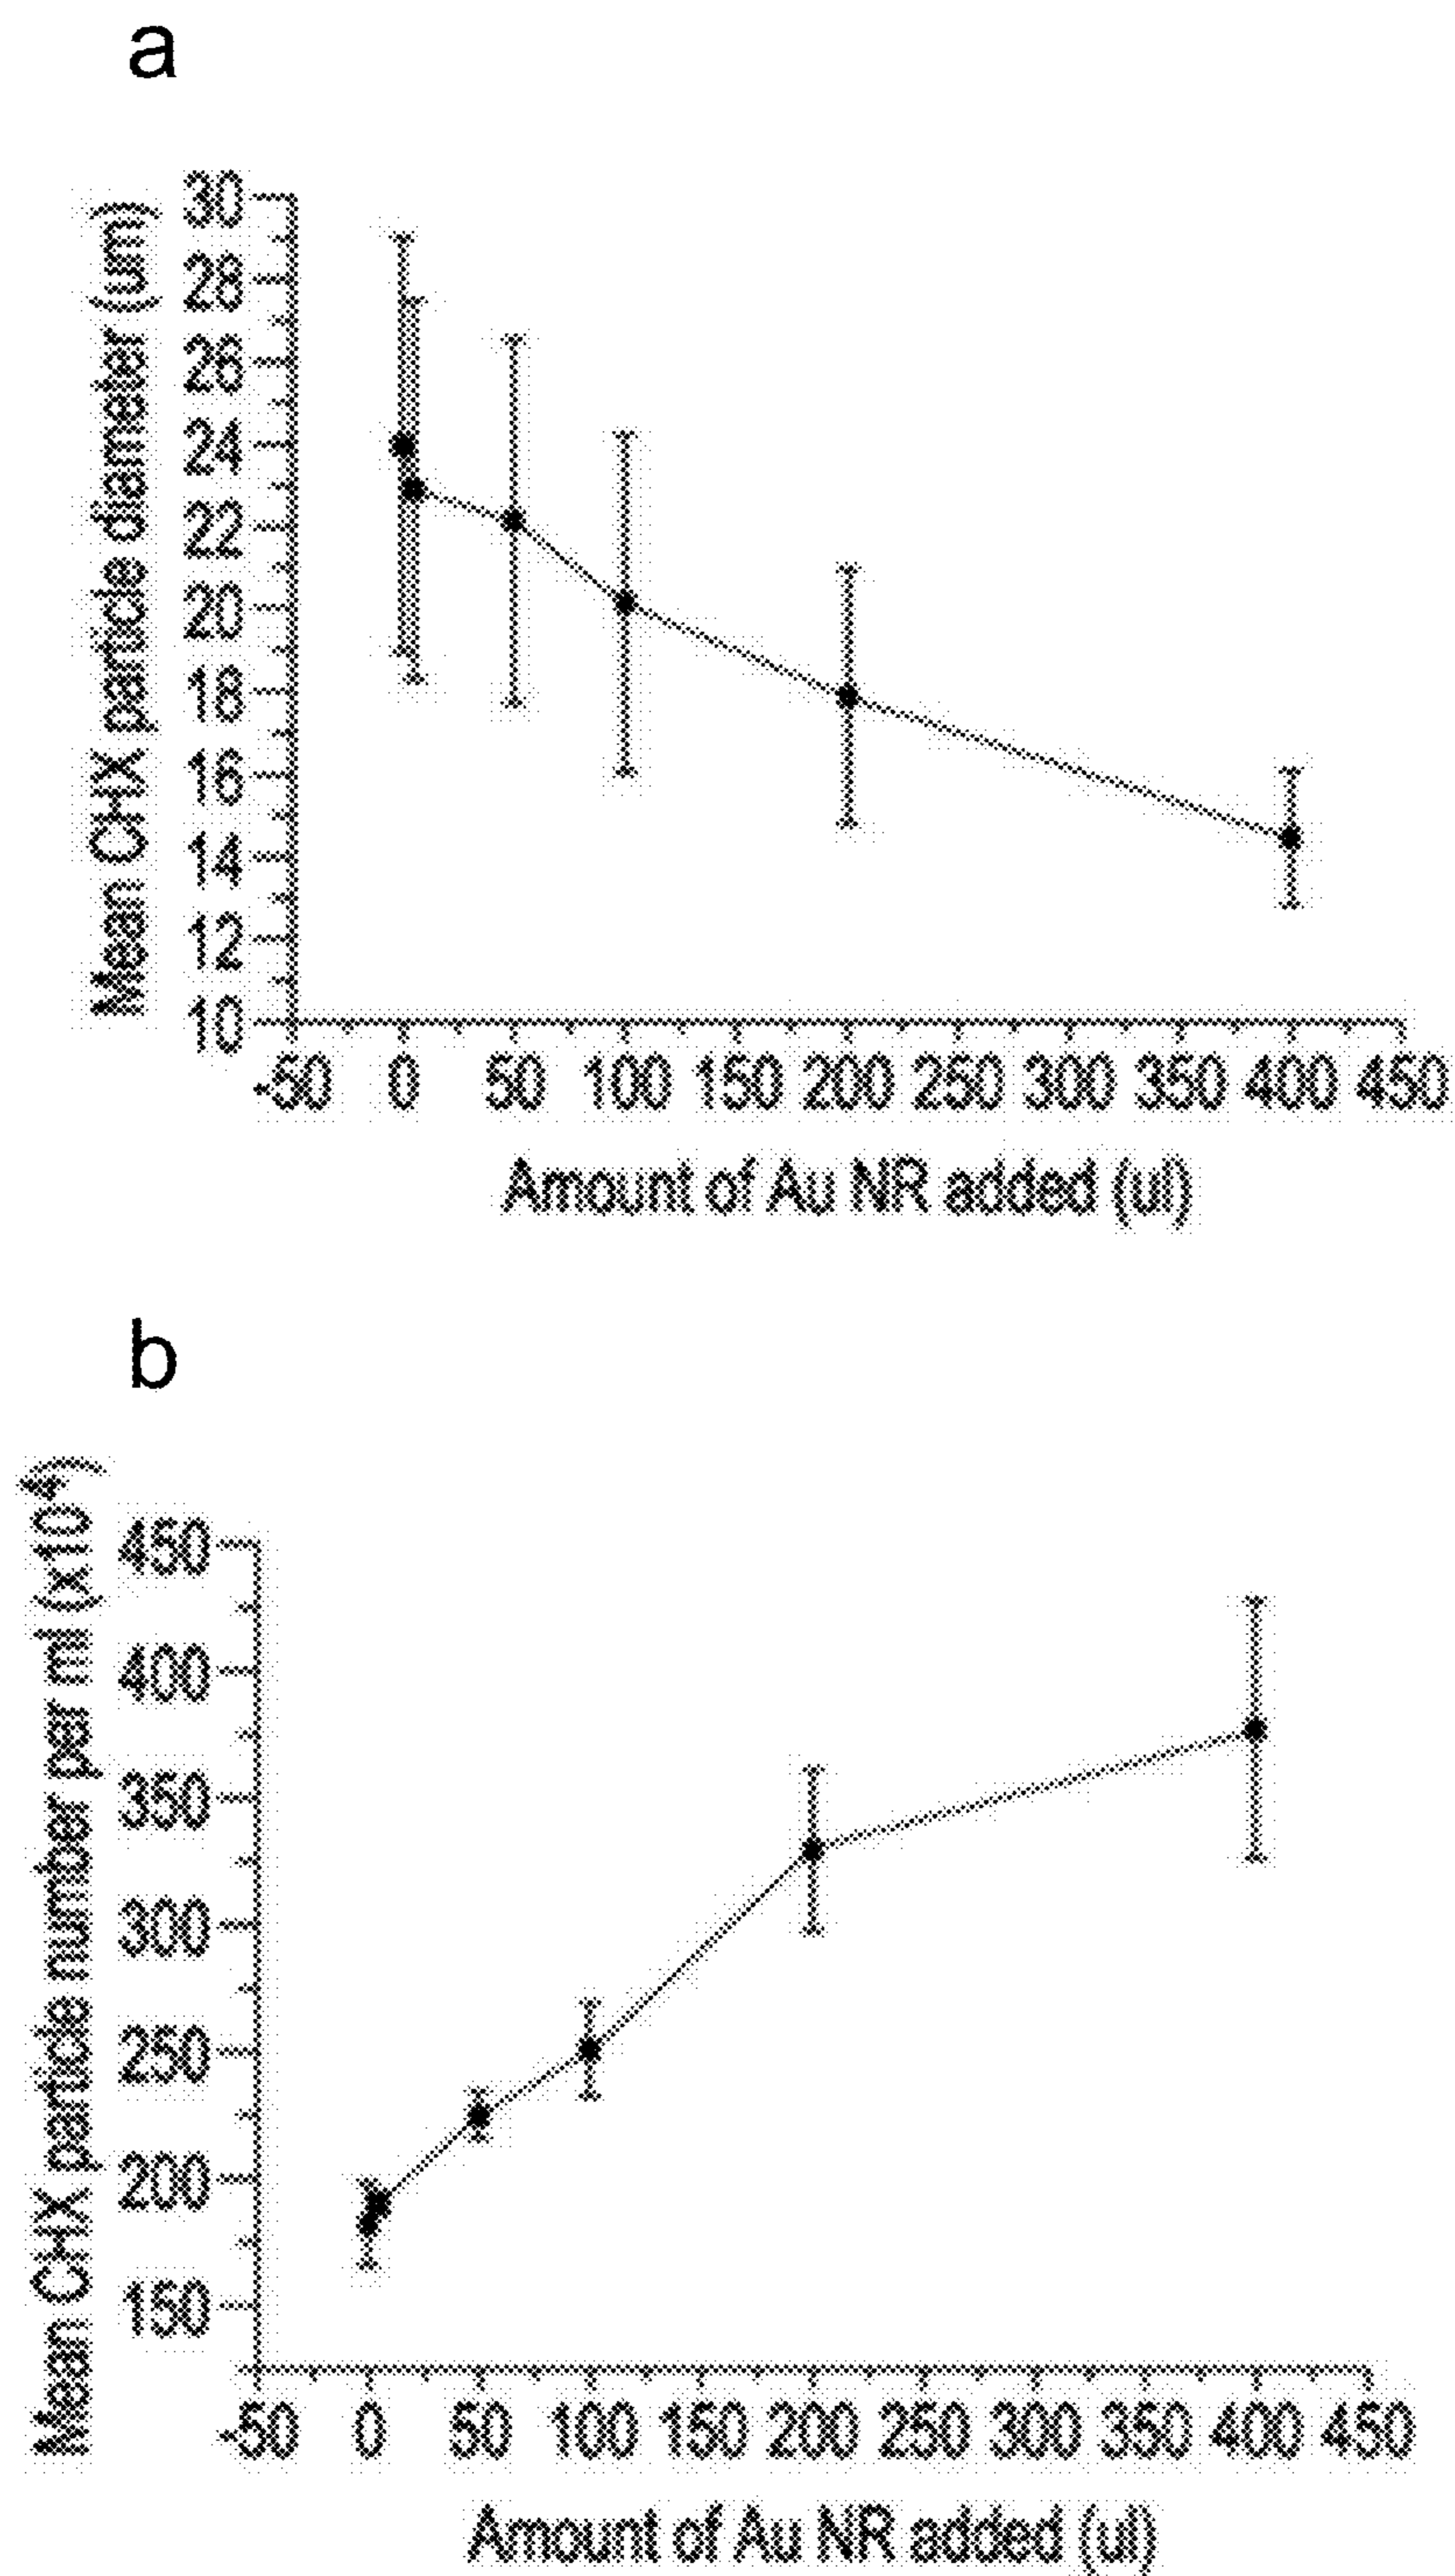 a
Mean CHX particle diameter (um)
30
28
26
24
22
20
18
16
14
12
10
-50 0 50 100 150 200 250 300 350 400 450
Amount of Au NR added (ul)
b
Mean CHX particle number per ml (x10⁴)
450
400
350
300
250
200
150
-50 0 50 100 150 200 250 300 350 400 450
Amount of Au NR added (ul)